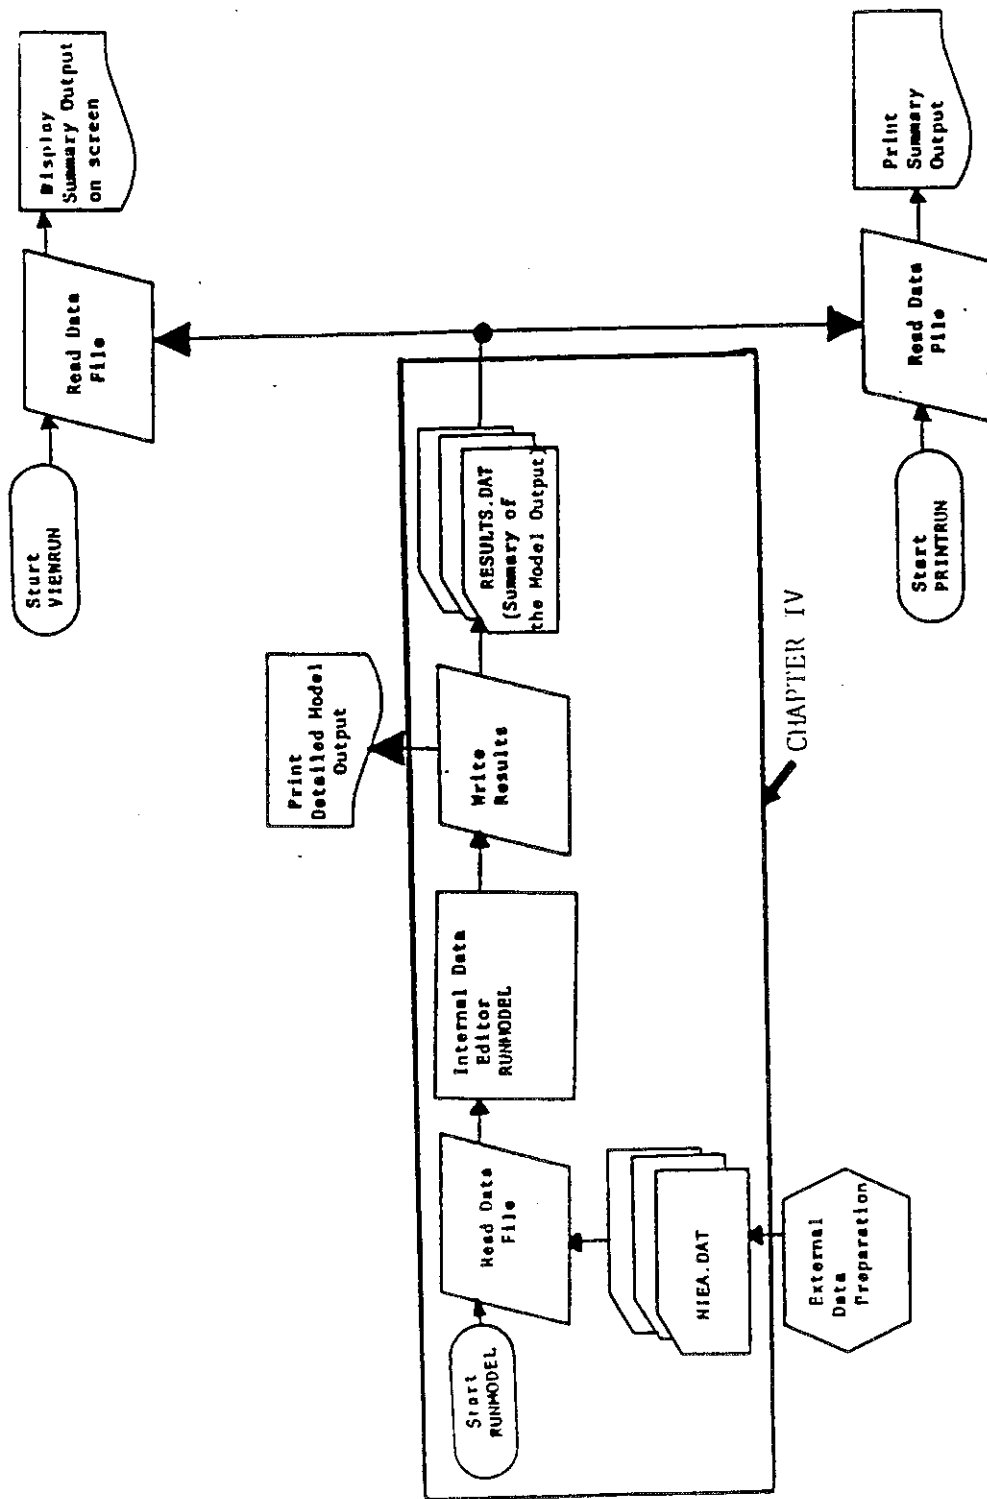 Start
VIEWRUN
Read Data
File
Display
Summary Output
on screen
Print
Detailed Model
Output
Start
RUNMODEL
Read Data
File
Internal Data
Editor
RUNMODEL
Write
Results
RESULTS.DAT
(Summary of
the Model Output)
NIEA.DAT
External
Data
Preparation
CHAPTER IV
Start
PRINTRUN
Read Data
File
Print
Summary
Output